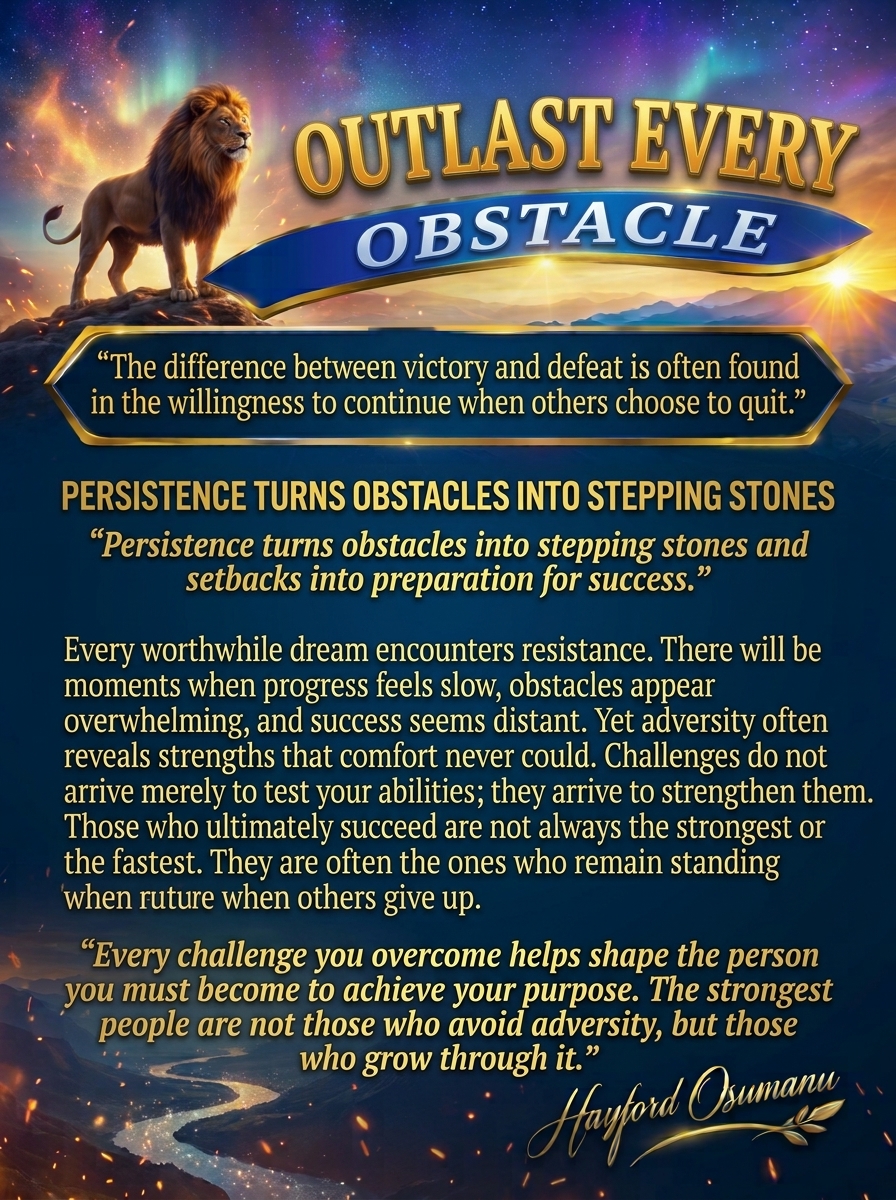 OUTLAST EVERY
OBSTACLE
“The difference between victory and defeat is often found
in the willingness to continue when others choose to quit.”
PERSISTENCE TURNS OBSTACLES INTO STEPPING STONES
“Persistence turns obstacles into stepping stones and
setbacks into preparation for success.”
Every worthwhile dream encounters resistance. There will be
moments when progress feels slow, obstacles appear
overwhelming, and success seems distant. Yet adversity often
reveals strengths that comfort never could. Challenges do not
arrive merely to test your abilities; they arrive to strengthen them.
Those who ultimately succeed are not always the strongest or
the fastest. They are often the ones who remain standing
when ruture when others give up.
“Every challenge you overcome helps shape the person
you must become to achieve your purpose. The strongest
people are not those who avoid adversity, but those
who grow through it.”
Hayford Osumanu